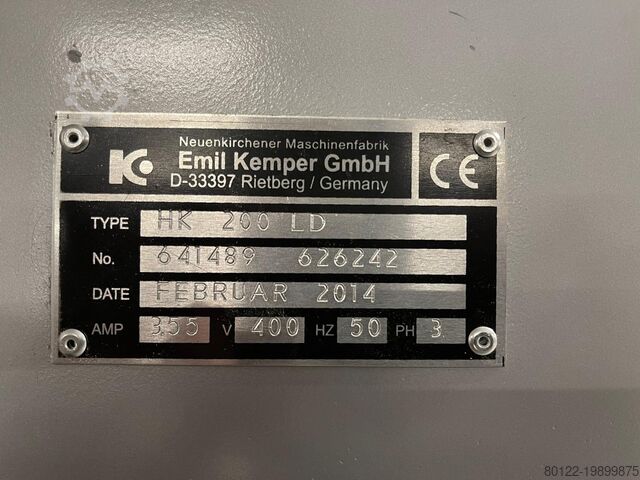 Neuenkirchener Maschinenfabrik
Emil Kemper GmbH
D-33397 Rietberg / Germany
K
CE
TYPE HK 200 LD
No. 641489 626242
DATE FEBRUAR 2014
AMP 355 V 400 HZ 50 PH 3
80122-19899875